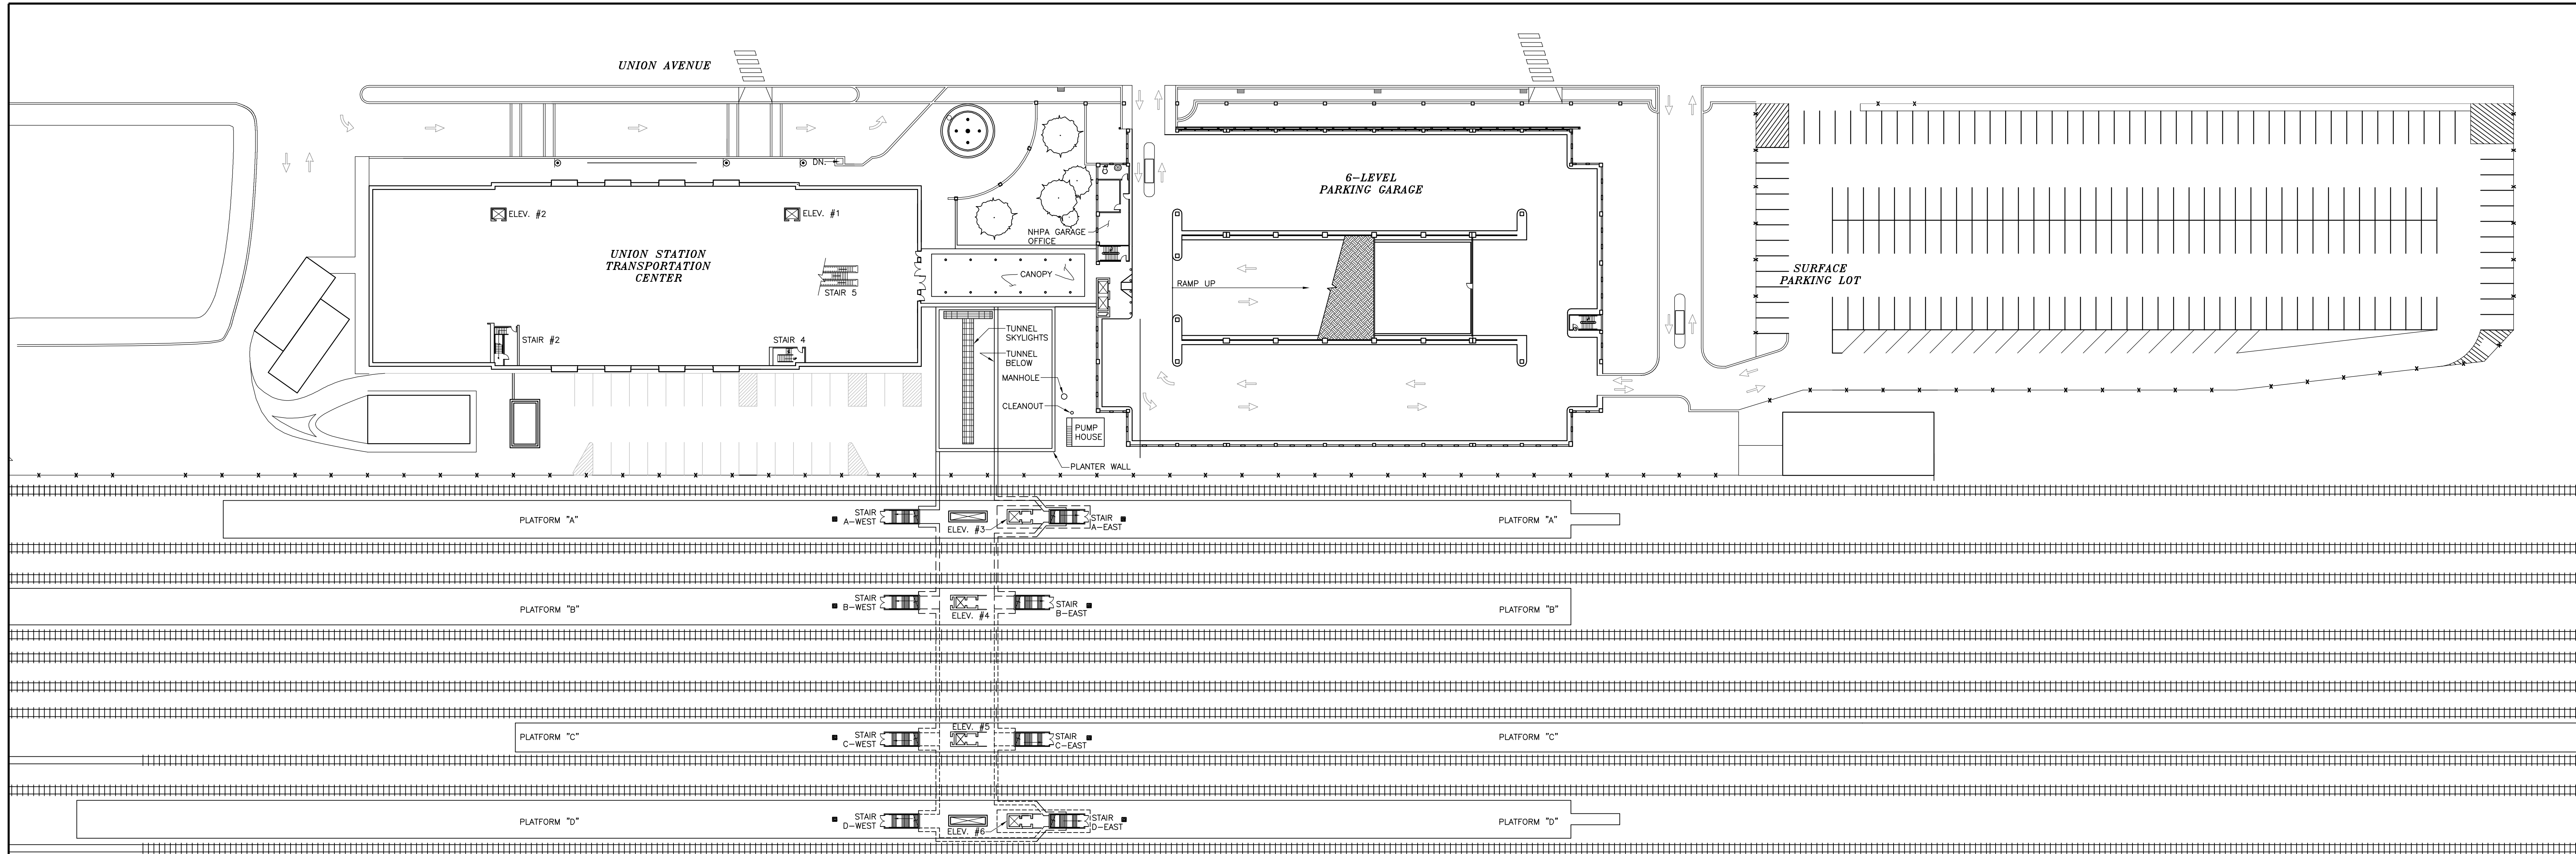 UNION AVENUE
DN.
6-LEVEL
PARKING GARAGE
ELEV. #2
ELEV. #1
NHPA GARAGE
OFFICE
UNION STATION
TRANSPORTATION
CENTER
CANOPY
SURFACE
PARKING LOT
RAMP UP
STAIR 5
TUNNEL
SKYLIGHTS
STAIR #2
STAIR 4
TUNNEL
BELOW
MANHOLE
CLEANOUT
PUMP
HOUSE
PLANTER WALL
PLATFORM "A"
STAIR
A-WEST
ELEV. #3
STAIR
A-EAST
PLATFORM "A"
PLATFORM "B"
STAIR
B-WEST
ELEV. #4
STAIR
B-EAST
PLATFORM "B"
PLATFORM "C"
STAIR
C-WEST
ELEV. #5
STAIR
C-EAST
PLATFORM "C"
PLATFORM "D"
STAIR
D-WEST
ELEV. #6
STAIR
D-EAST
PLATFORM "D"